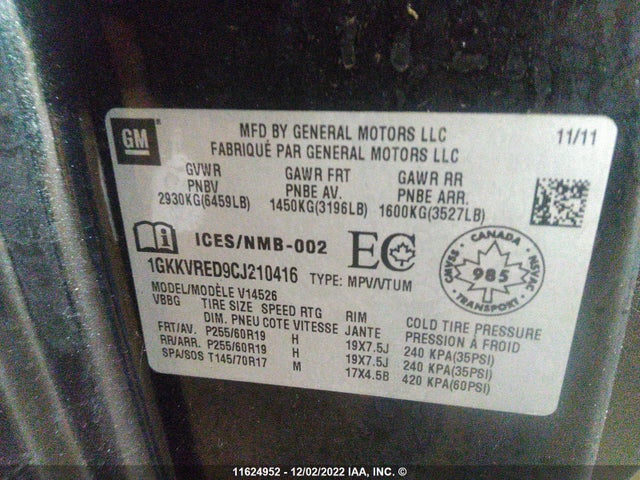 GM
MFD BY GENERAL MOTORS LLC 11/11
FABRIQUÉ PAR GENERAL MOTORS LLC
GVWR GAWR FRT GAWR RR
PNBV PNBE AV. PNBE ARR.
2930KG(6459LB) 1450KG(3196LB) 1600KG(3527LB)
ICES/NMB-002 EC
CANADA
CMVSS NSVAC
985
TRANSPORT
1GKKVRED9CJ210416 TYPE: MPV/VTUM
MODEL/MODÈLE V14526
VBBG TIRE SIZE SPEED RTG RIM COLD TIRE PRESSURE
DIM. PNEU COTE VITESSE JANTE PRESSION À FROID
FRT/AV. P255/60R19 H 19X7.5J 240 KPA(35PSI)
RR/ARR. P255/60R19 H 19X7.5J 240 KPA(35PSI)
SPA/SOS T145/70R17 M 17X4.5B 420 KPA(60PSI)
11624952 - 12/02/2022 IAA, INC. ©